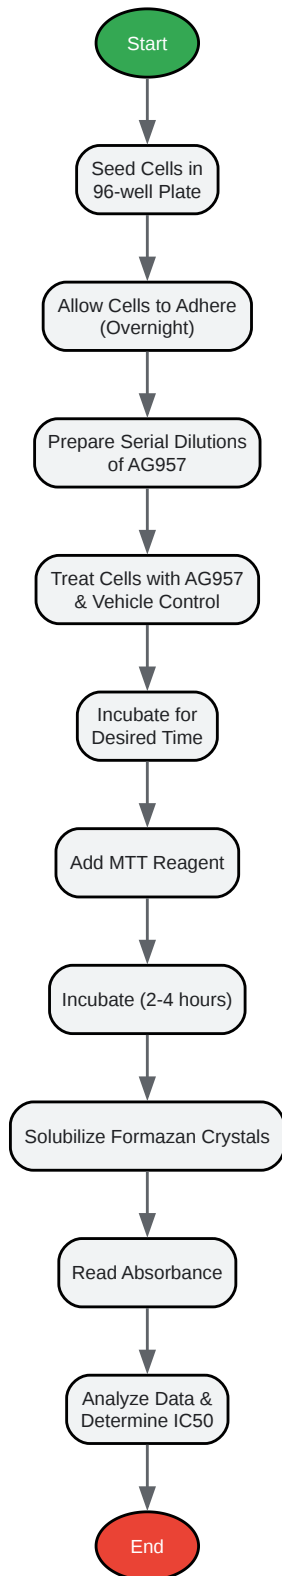 Start
Seed Cells in
96-well Plate
Allow Cells to Adhere
(Overnight)
Prepare Serial Dilutions
of AG957
Treat Cells with AG957
& Vehicle Control
Incubate for
Desired Time
Add MTT Reagent
Incubate (2-4 hours)
Solubilize Formazan Crystals
Read Absorbance
Analyze Data &
Determine IC50
End